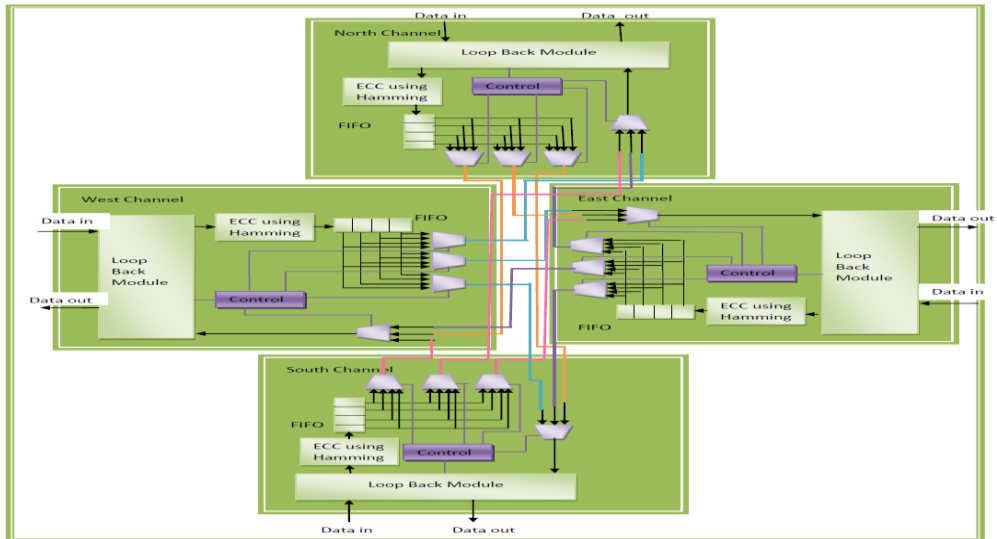 Data in
Data out
North Channel
Loop Back Module
ECC using
Hamming
Control
FIFO
West Channel
Data in
ECC using
Hamming
FIFO
Loop
Back
Module
Control
Data out
East Channel
Data out
Loop
Back
Module
Control
Data in
ECC using
Hamming
FIFO
South Channel
FIFO
ECC using
Hamming
Control
Loop Back Module
Data in
Data out